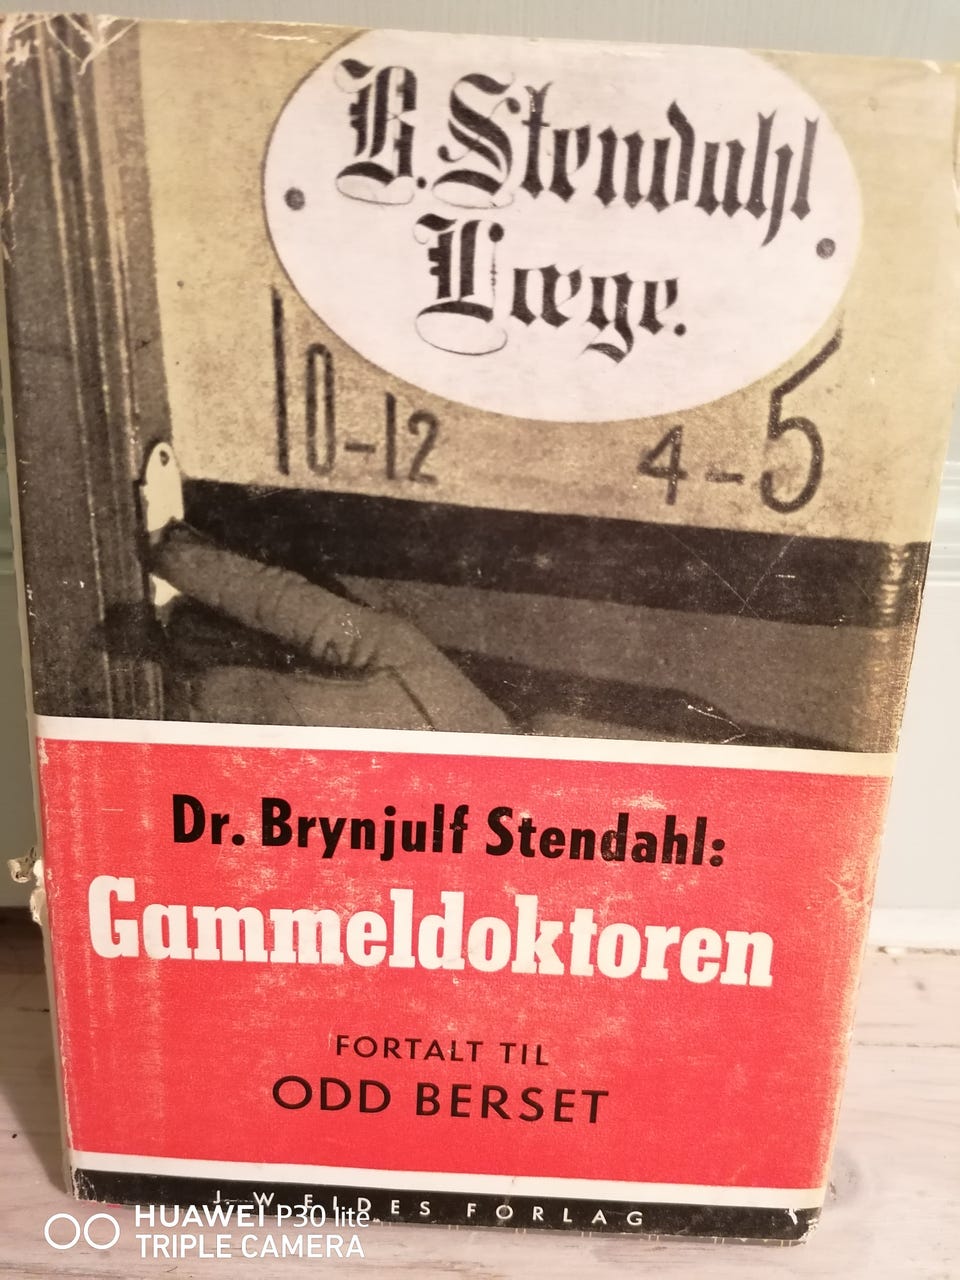 B. Stendahl
Læge.
10-12 4-5
Dr. Brynjulf Stendahl:
Gammeldoktoren
FORTALT TIL
ODD BERSET
J. W. EIDES FORLAG
HUAWEI P30 lite
TRIPLE CAMERA